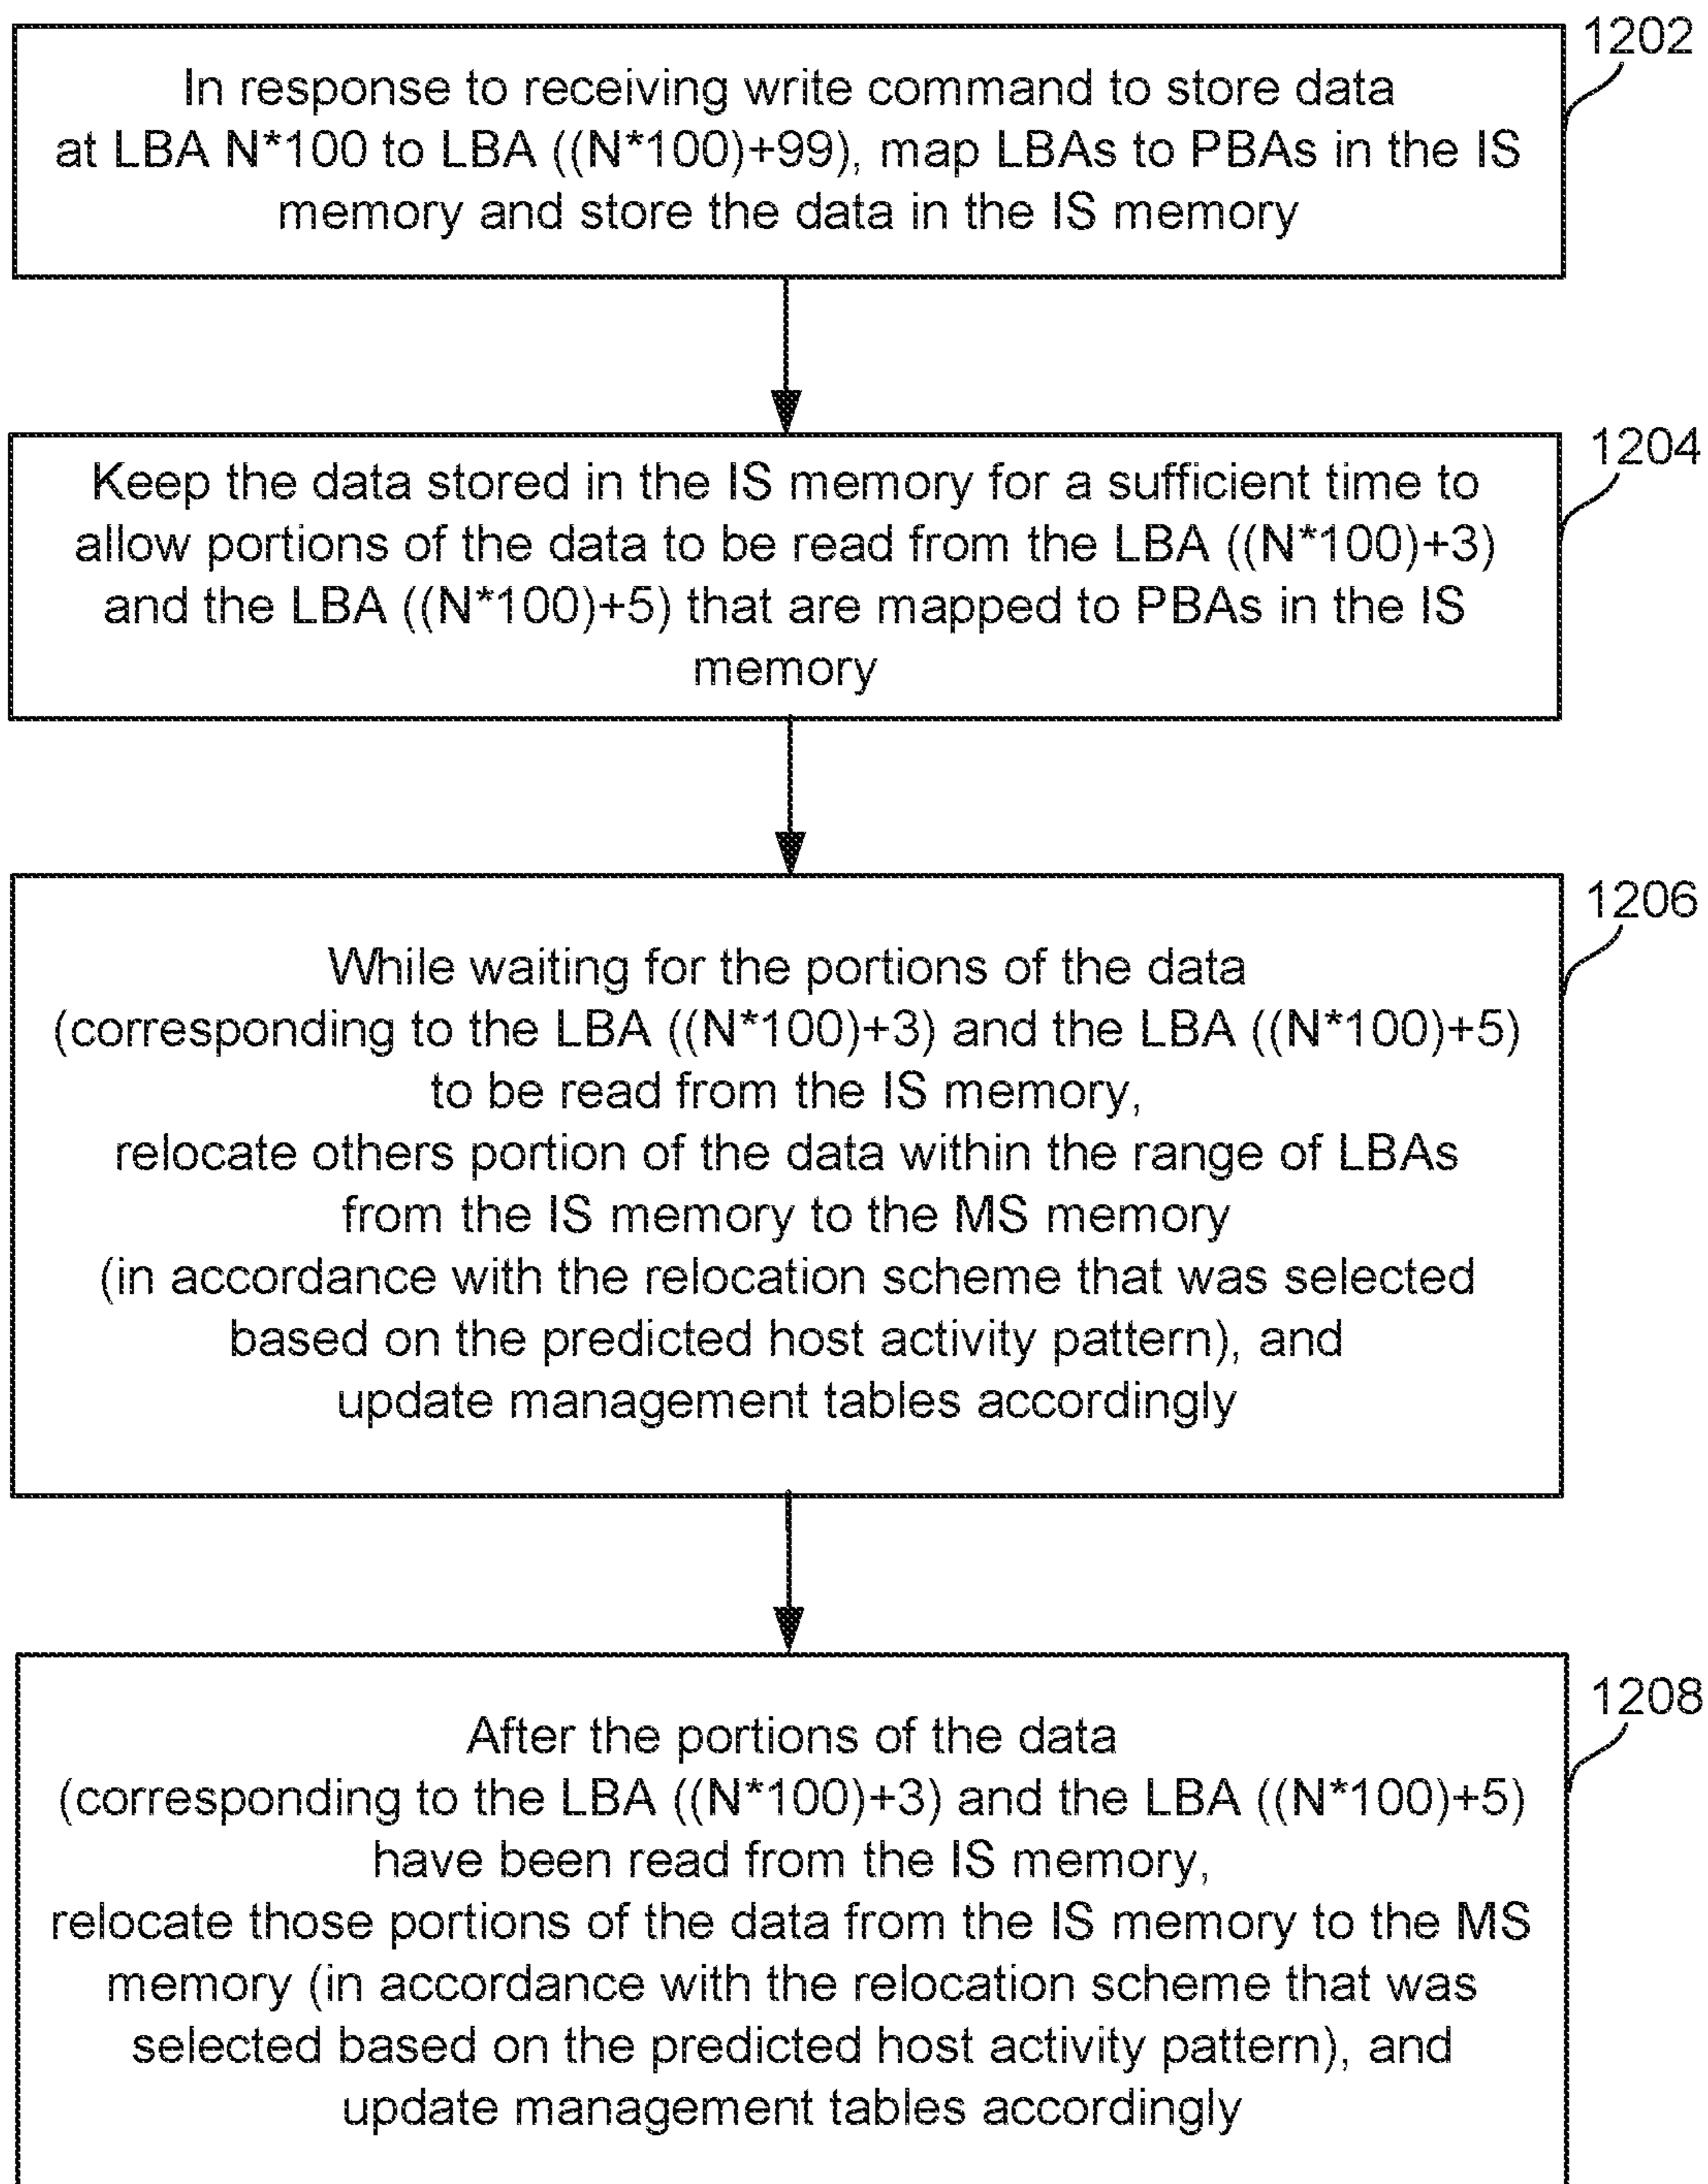 1202
In response to receiving write command to store data
at LBA N*100 to LBA ((N*100)+99), map LBAs to PBAs in the IS
memory and store the data in the IS memory
1204
Keep the data stored in the IS memory for a sufficient time to
allow portions of the data to be read from the LBA ((N*100)+3)
and the LBA ((N*100)+5) that are mapped to PBAs in the IS
memory
1206
While waiting for the portions of the data
(corresponding to the LBA ((N*100)+3) and the LBA ((N*100)+5)
to be read from the IS memory,
relocate others portion of the data within the range of LBAs
from the IS memory to the MS memory
(in accordance with the relocation scheme that was selected
based on the predicted host activity pattern), and
update management tables accordingly
1208
After the portions of the data
(corresponding to the LBA ((N*100)+3) and the LBA ((N*100)+5)
have been read from the IS memory,
relocate those portions of the data from the IS memory to the MS
memory (in accordance with the relocation scheme that was
selected based on the predicted host activity pattern), and
update management tables accordingly